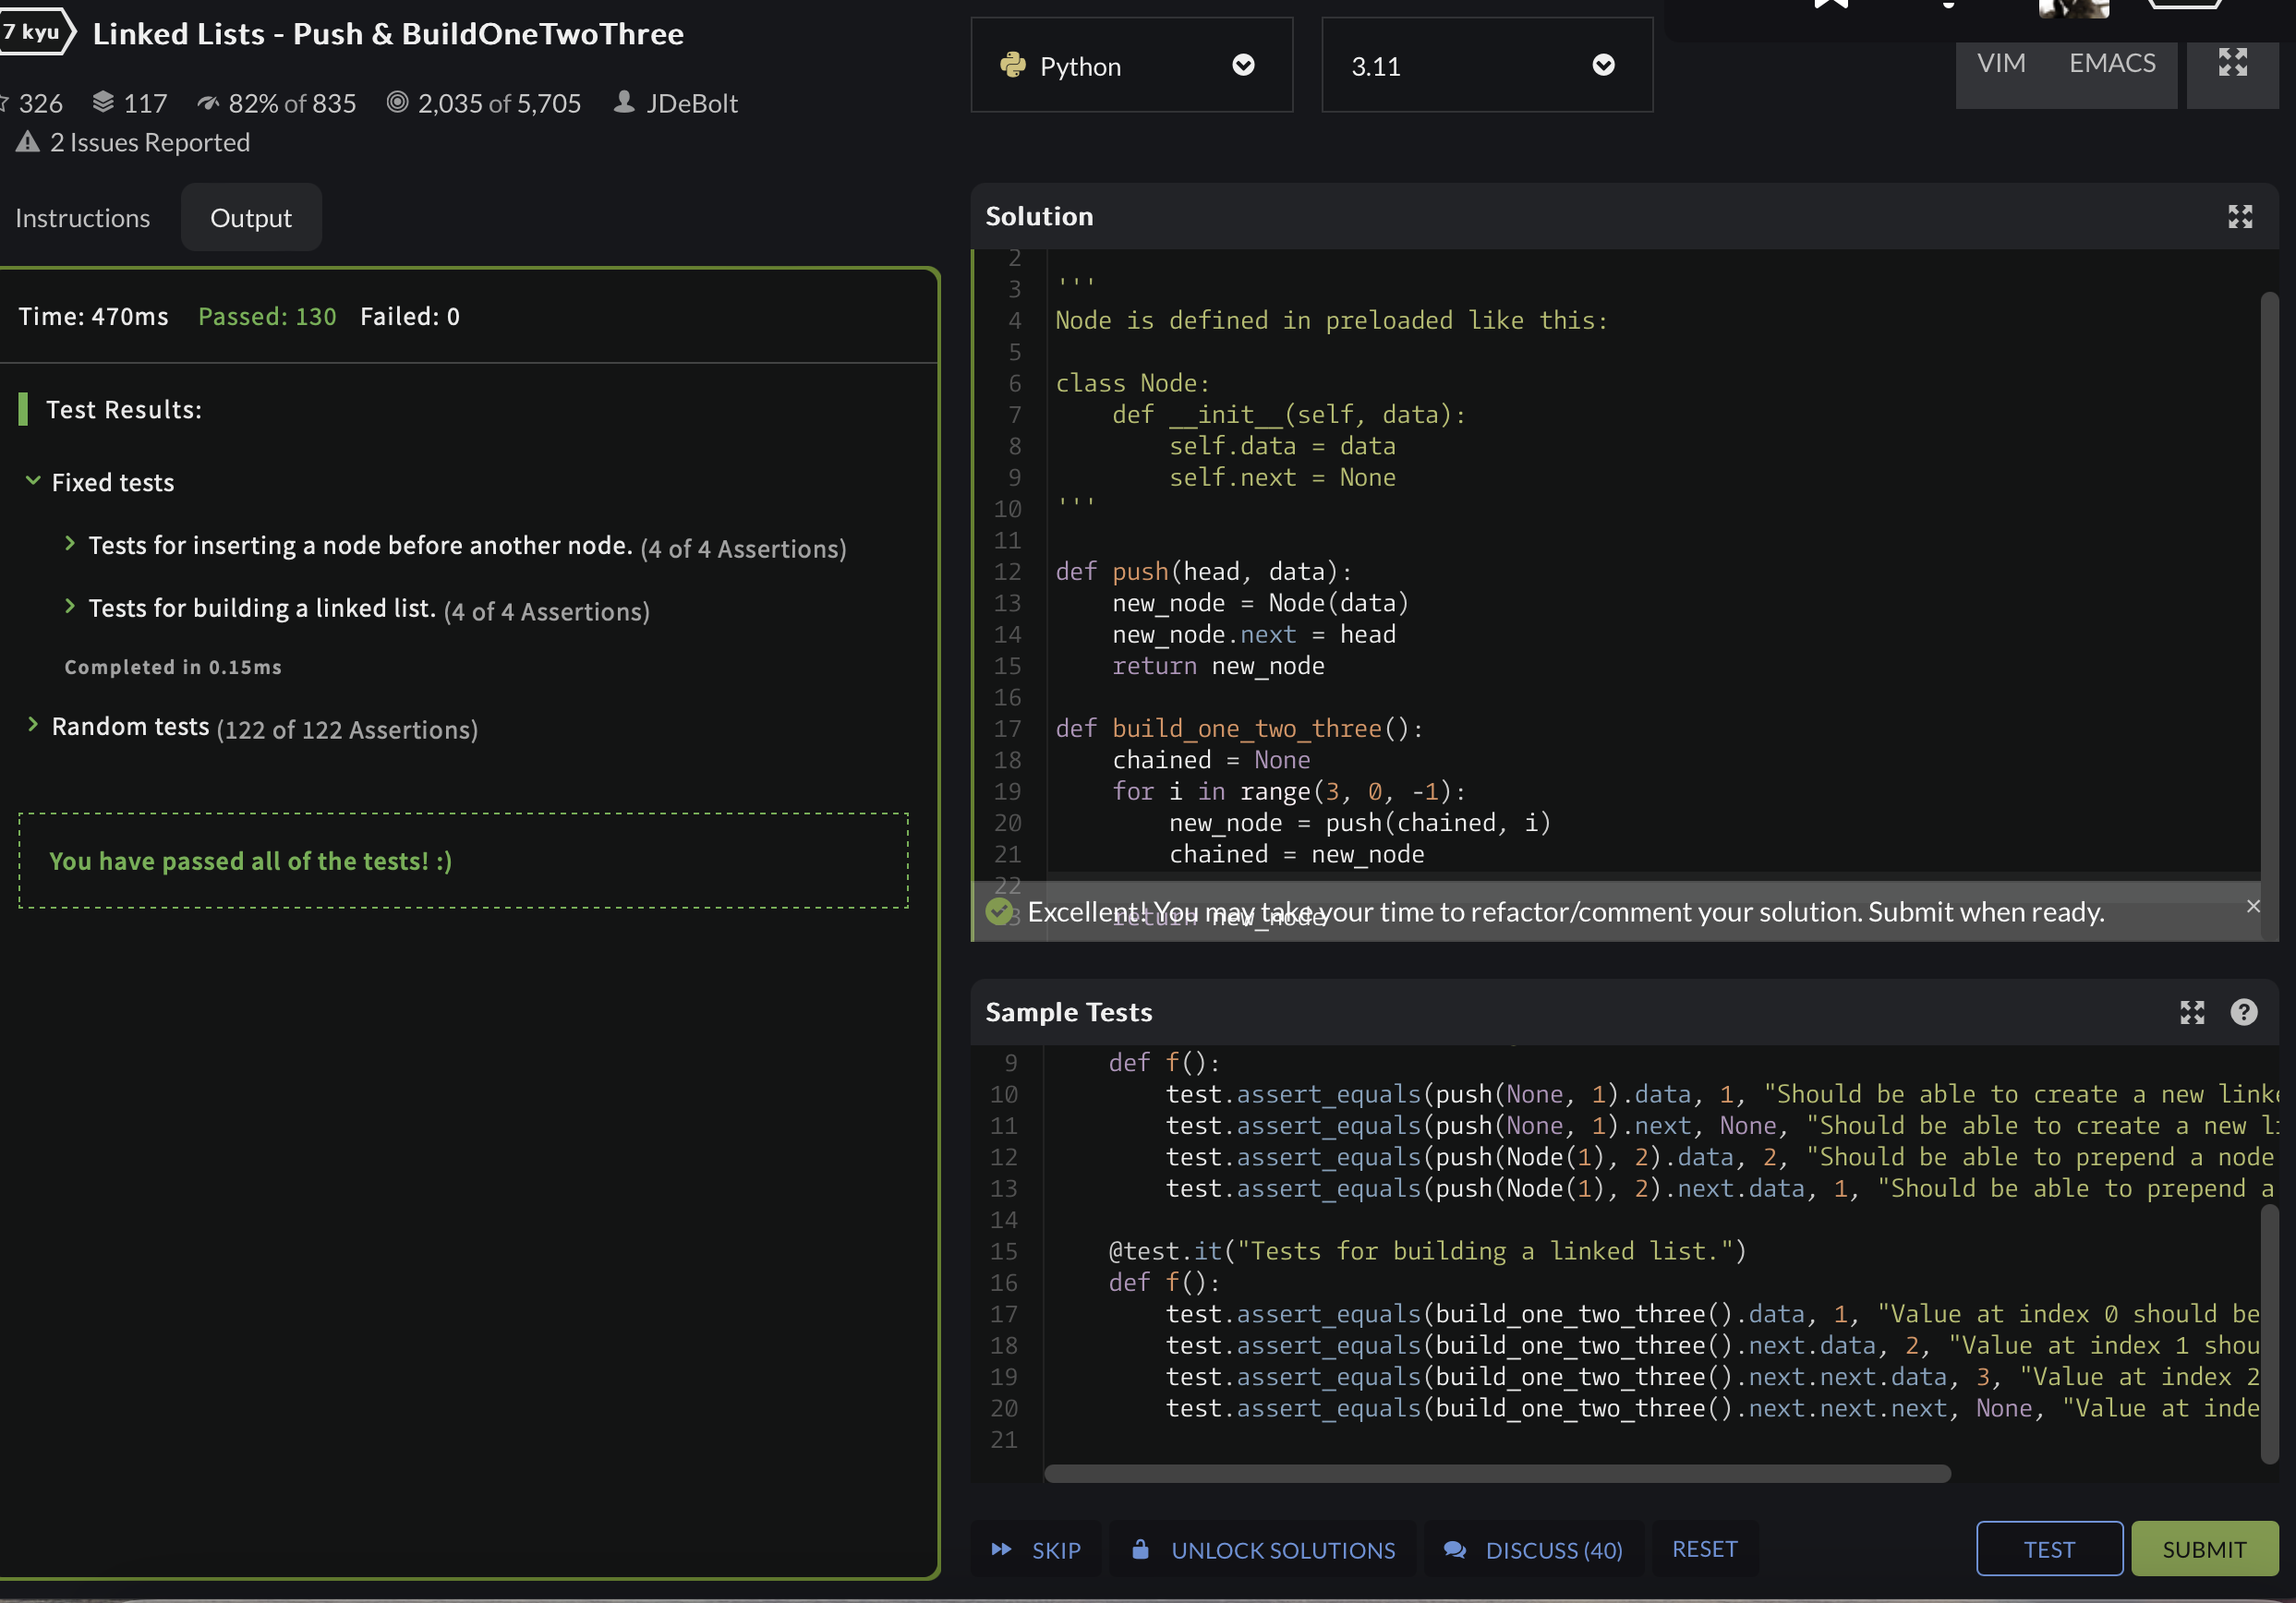 7 kyu Linked Lists - Push & BuildOneTwoThree
326 117 82% of 835 2,035 of 5,705 JDeBolt
2 Issues Reported
Instructions Output
Time: 470ms Passed: 130 Failed: 0
Test Results:
Fixed tests
Tests for inserting a node before another node. (4 of 4 Assertions)
Tests for building a linked list. (4 of 4 Assertions)
Completed in 0.15ms
Random tests (122 of 122 Assertions)
You have passed all of the tests! :)
Python 3.11 VIM EMACS
Solution
2
3 '''
4 Node is defined in preloaded like this:
5
6 class Node:
7     def __init__(self, data):
8         self.data = data
9         self.next = None
10 '''
11
12 def push(head, data):
13     new_node = Node(data)
14     new_node.next = head
15     return new_node
16
17 def build_one_two_three():
18     chained = None
19     for i in range(3, 0, -1):
20         new_node = push(chained, i)
21         chained = new_node
22
return new_node
Excellent! You may take your time to refactor/comment your solution. Submit when ready. ×
Sample Tests ?
9     def f():
10         test.assert_equals(push(None, 1).data, 1, "Should be able to create a new linke
11         test.assert_equals(push(None, 1).next, None, "Should be able to create a new li
12         test.assert_equals(push(Node(1), 2).data, 2, "Should be able to prepend a node
13         test.assert_equals(push(Node(1), 2).next.data, 1, "Should be able to prepend a
14
15     @test.it("Tests for building a linked list.")
16     def f():
17         test.assert_equals(build_one_two_three().data, 1, "Value at index 0 should be
18         test.assert_equals(build_one_two_three().next.data, 2, "Value at index 1 shou
19         test.assert_equals(build_one_two_three().next.next.data, 3, "Value at index 2
20         test.assert_equals(build_one_two_three().next.next.next, None, "Value at inde
21
SKIP UNLOCK SOLUTIONS DISCUSS (40) RESET TEST SUBMIT